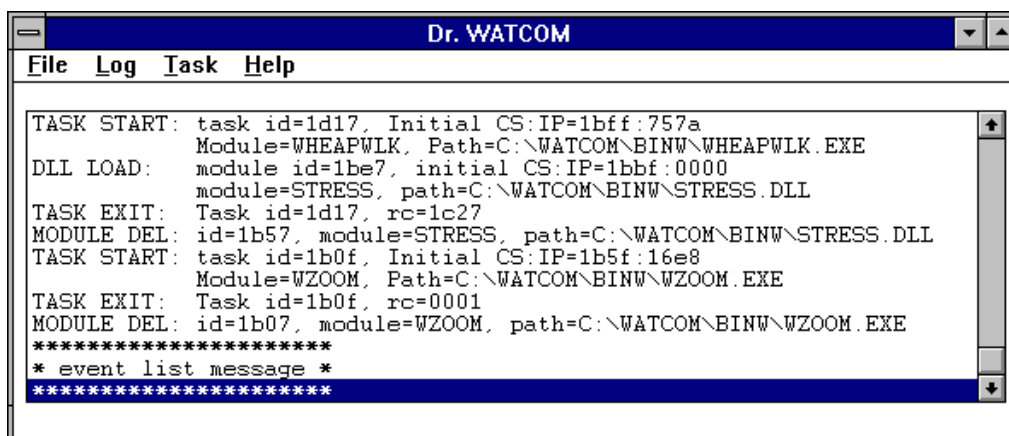 Dr. WATCOM
File Log Task Help
TASK START: task id=1d17, Initial CS:IP=1bff:757a
Module=WHEAPWLK, Path=C:\WATCOM\BINW\WHEAPWLK.EXE
DLL LOAD: module id=1be7, initial CS:IP=1bbf:0000
module=STRESS, path=C:\WATCOM\BINW\STRESS.DLL
TASK EXIT: Task id=1d17, rc=1c27
MODULE DEL: id=1b57, module=STRESS, path=C:\WATCOM\BINW\STRESS.DLL
TASK START: task id=1b0f, Initial CS:IP=1b5f:16e8
Module=WZOOM, Path=C:\WATCOM\BINW\WZOOM.EXE
TASK EXIT: Task id=1b0f, rc=0001
MODULE DEL: id=1b07, module=WZOOM, path=C:\WATCOM\BINW\WZOOM.EXE
**********************
* event list message *
**********************